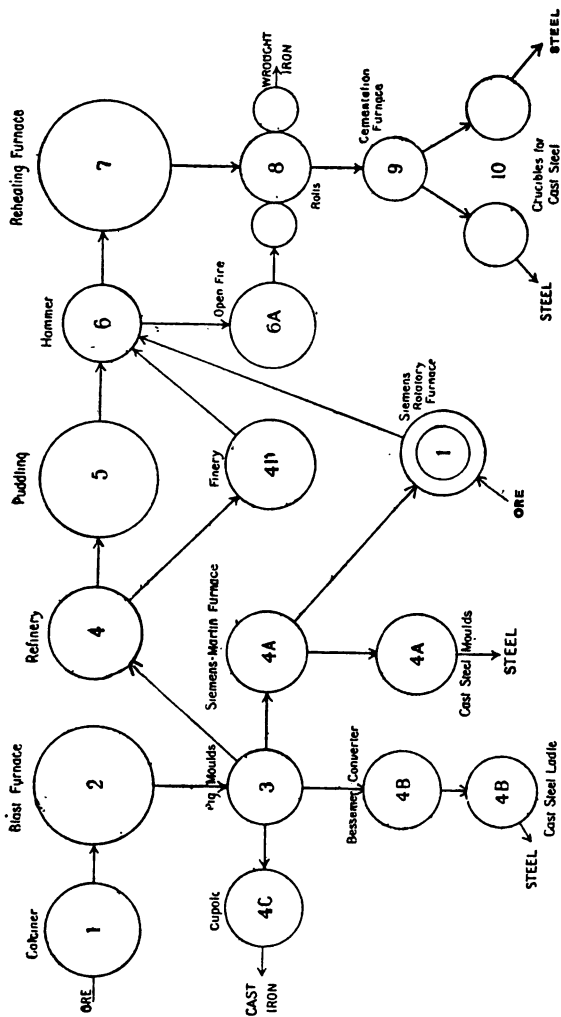 ORE
Calciner
1
Blast Furnace
2
Pig Moulds
3
Cupola
4C
CAST
IRON
Refinery
4
Puddling
5
Hammer
6
Reheating Furnace
7
Siemens-Martin Furnace
4A
4A
Cast Steel Moulds
STEEL
Bessemer Converter
4B
4B
Cast Steel Ladle
STEEL
Finery
4D
Siemens
Rotatory
Furnace
1
ORE
Open Fire
6A
8
Rolls
WROUGHT
IRON
Cementation
Furnace
9
10
Crucibles for
Cast Steel
STEEL
STEEL